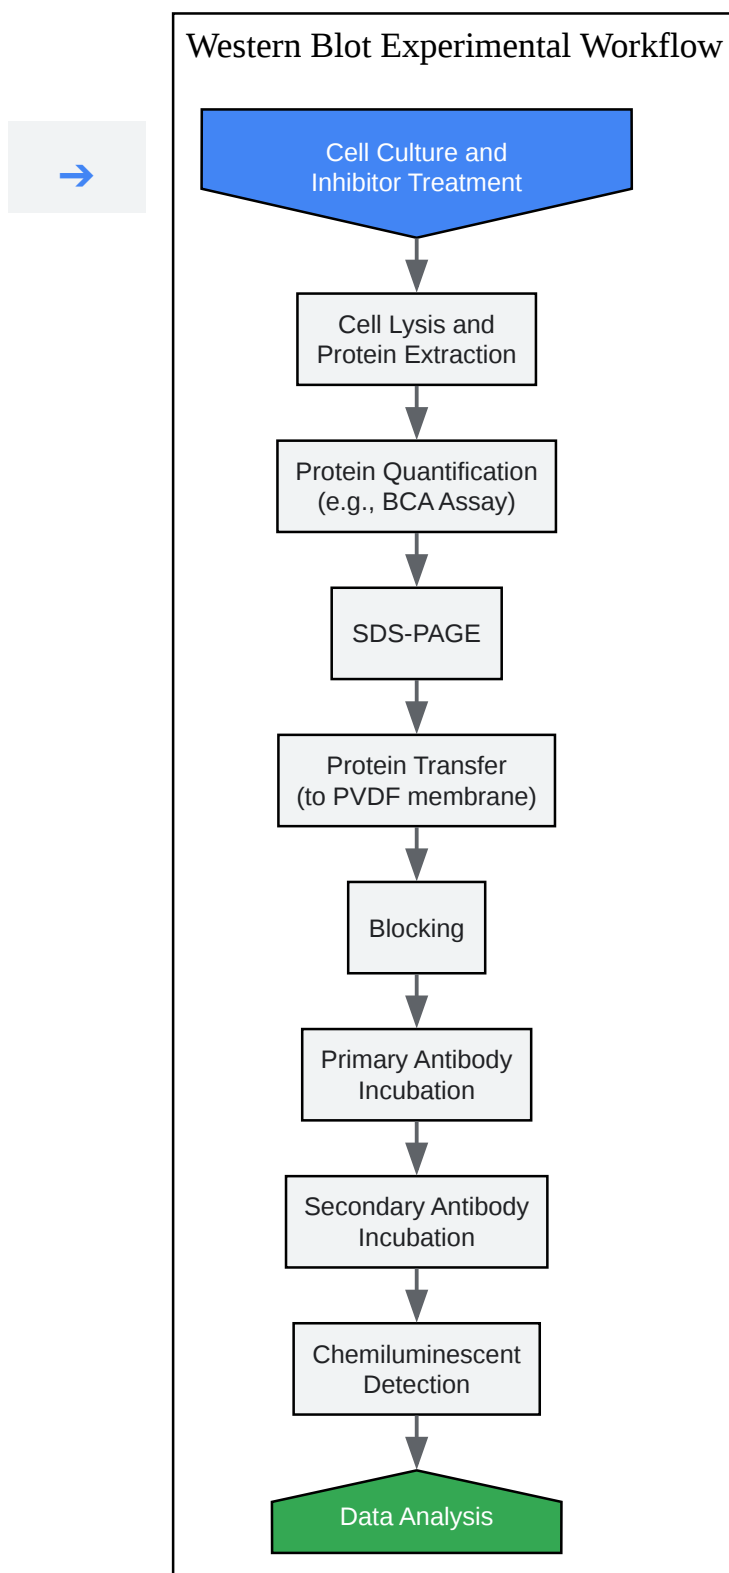 Western Blot Experimental Workflow
➔
Cell Culture and
Inhibitor Treatment
Cell Lysis and
Protein Extraction
Protein Quantification
(e.g., BCA Assay)
SDS-PAGE
Protein Transfer
(to PVDF membrane)
Blocking
Primary Antibody
Incubation
Secondary Antibody
Incubation
Chemiluminescent
Detection
Data Analysis